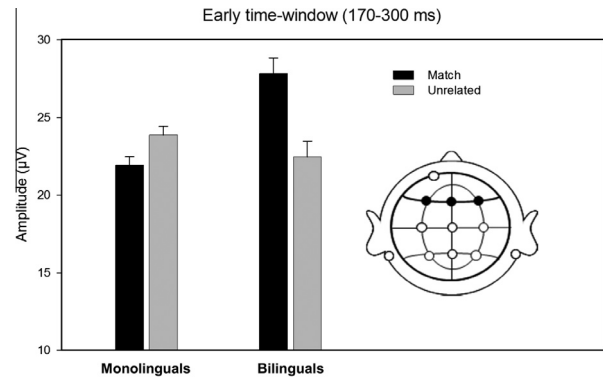 Early time-window (170-300 ms)
30
25
20
15
10
Amplitude (µV)
Match
Unrelated
Monolinguals
Bilinguals